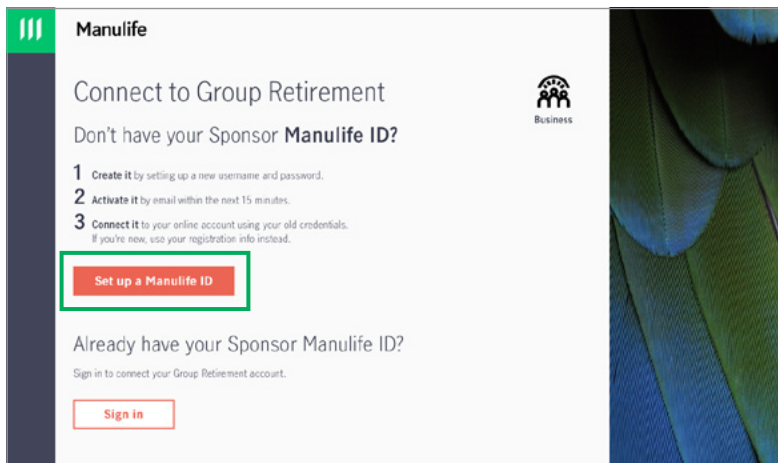 Manulife
Connect to Group Retirement
Business
Don't have your Sponsor Manulife ID?
1 Create it by setting up a new username and password.
2 Activate it by email within the next 15 minutes.
3 Connect it to your online account using your old credentials.
If you're new, use your registration info instead.
Set up a Manulife ID
Already have your Sponsor Manulife ID?
Sign in to connect your Group Retirement account.
Sign in